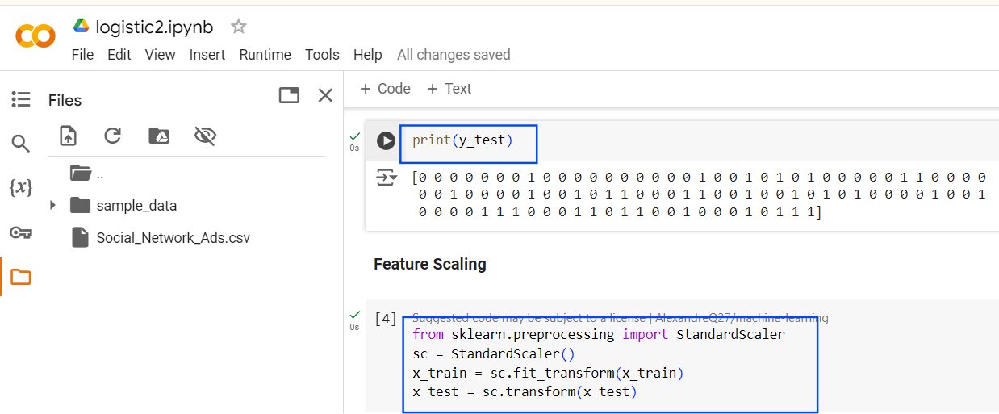 logistic2.ipynb
File Edit View Insert Runtime Tools Help All changes saved
Files
+ Code + Text
..
sample_data
Social_Network_Ads.csv
{x}
0s
print(y_test)
[0 0 0 0 0 0 0 1 0 0 0 0 0 0 0 0 0 0 1 0 0 1 0 1 0 1 0 0 0 0 0 1 1 0 0 0 0
0 0 1 0 0 0 0 1 0 0 1 0 1 1 0 0 0 1 1 0 0 1 0 0 1 0 1 0 1 0 0 0 0 1 0 0 1
0 0 0 0 1 1 1 0 0 0 1 1 0 1 1 0 0 1 0 0 0 1 0 1 1 1]
Feature Scaling
0s
[4]
Suggested code may be subject to a license | AlexandreQ27/machine-learning
from sklearn.preprocessing import StandardScaler
sc = StandardScaler()
x_train = sc.fit_transform(x_train)
x_test = sc.transform(x_test)